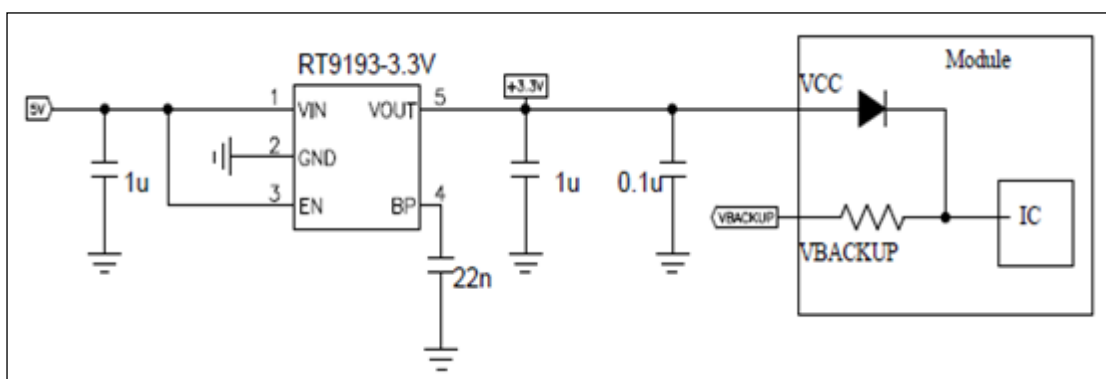 RT9193-3.3V
Module
5V
1
VIN
VOUT
5
+3.3V
VCC
2
GND
1u
3
EN
BP
4
1u
0.1u
VBACKUP
VBACKUP
IC
22n